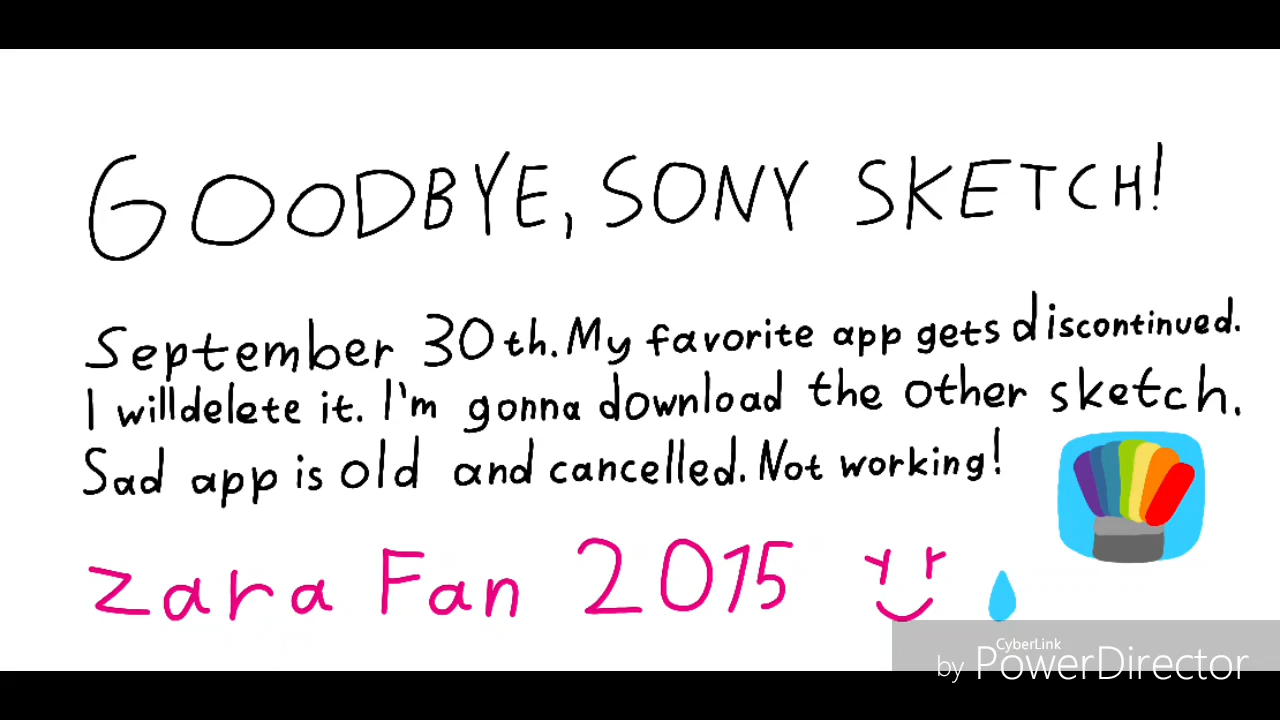 GOODBYE, SONY SKETCH!
September 30th. My favorite app gets discontinued.
I willdelete it. I'm gonna download the other sketch.
Sad app is old and cancelled. Not working!
zara Fan 2015
CyberLink
by PowerDirector